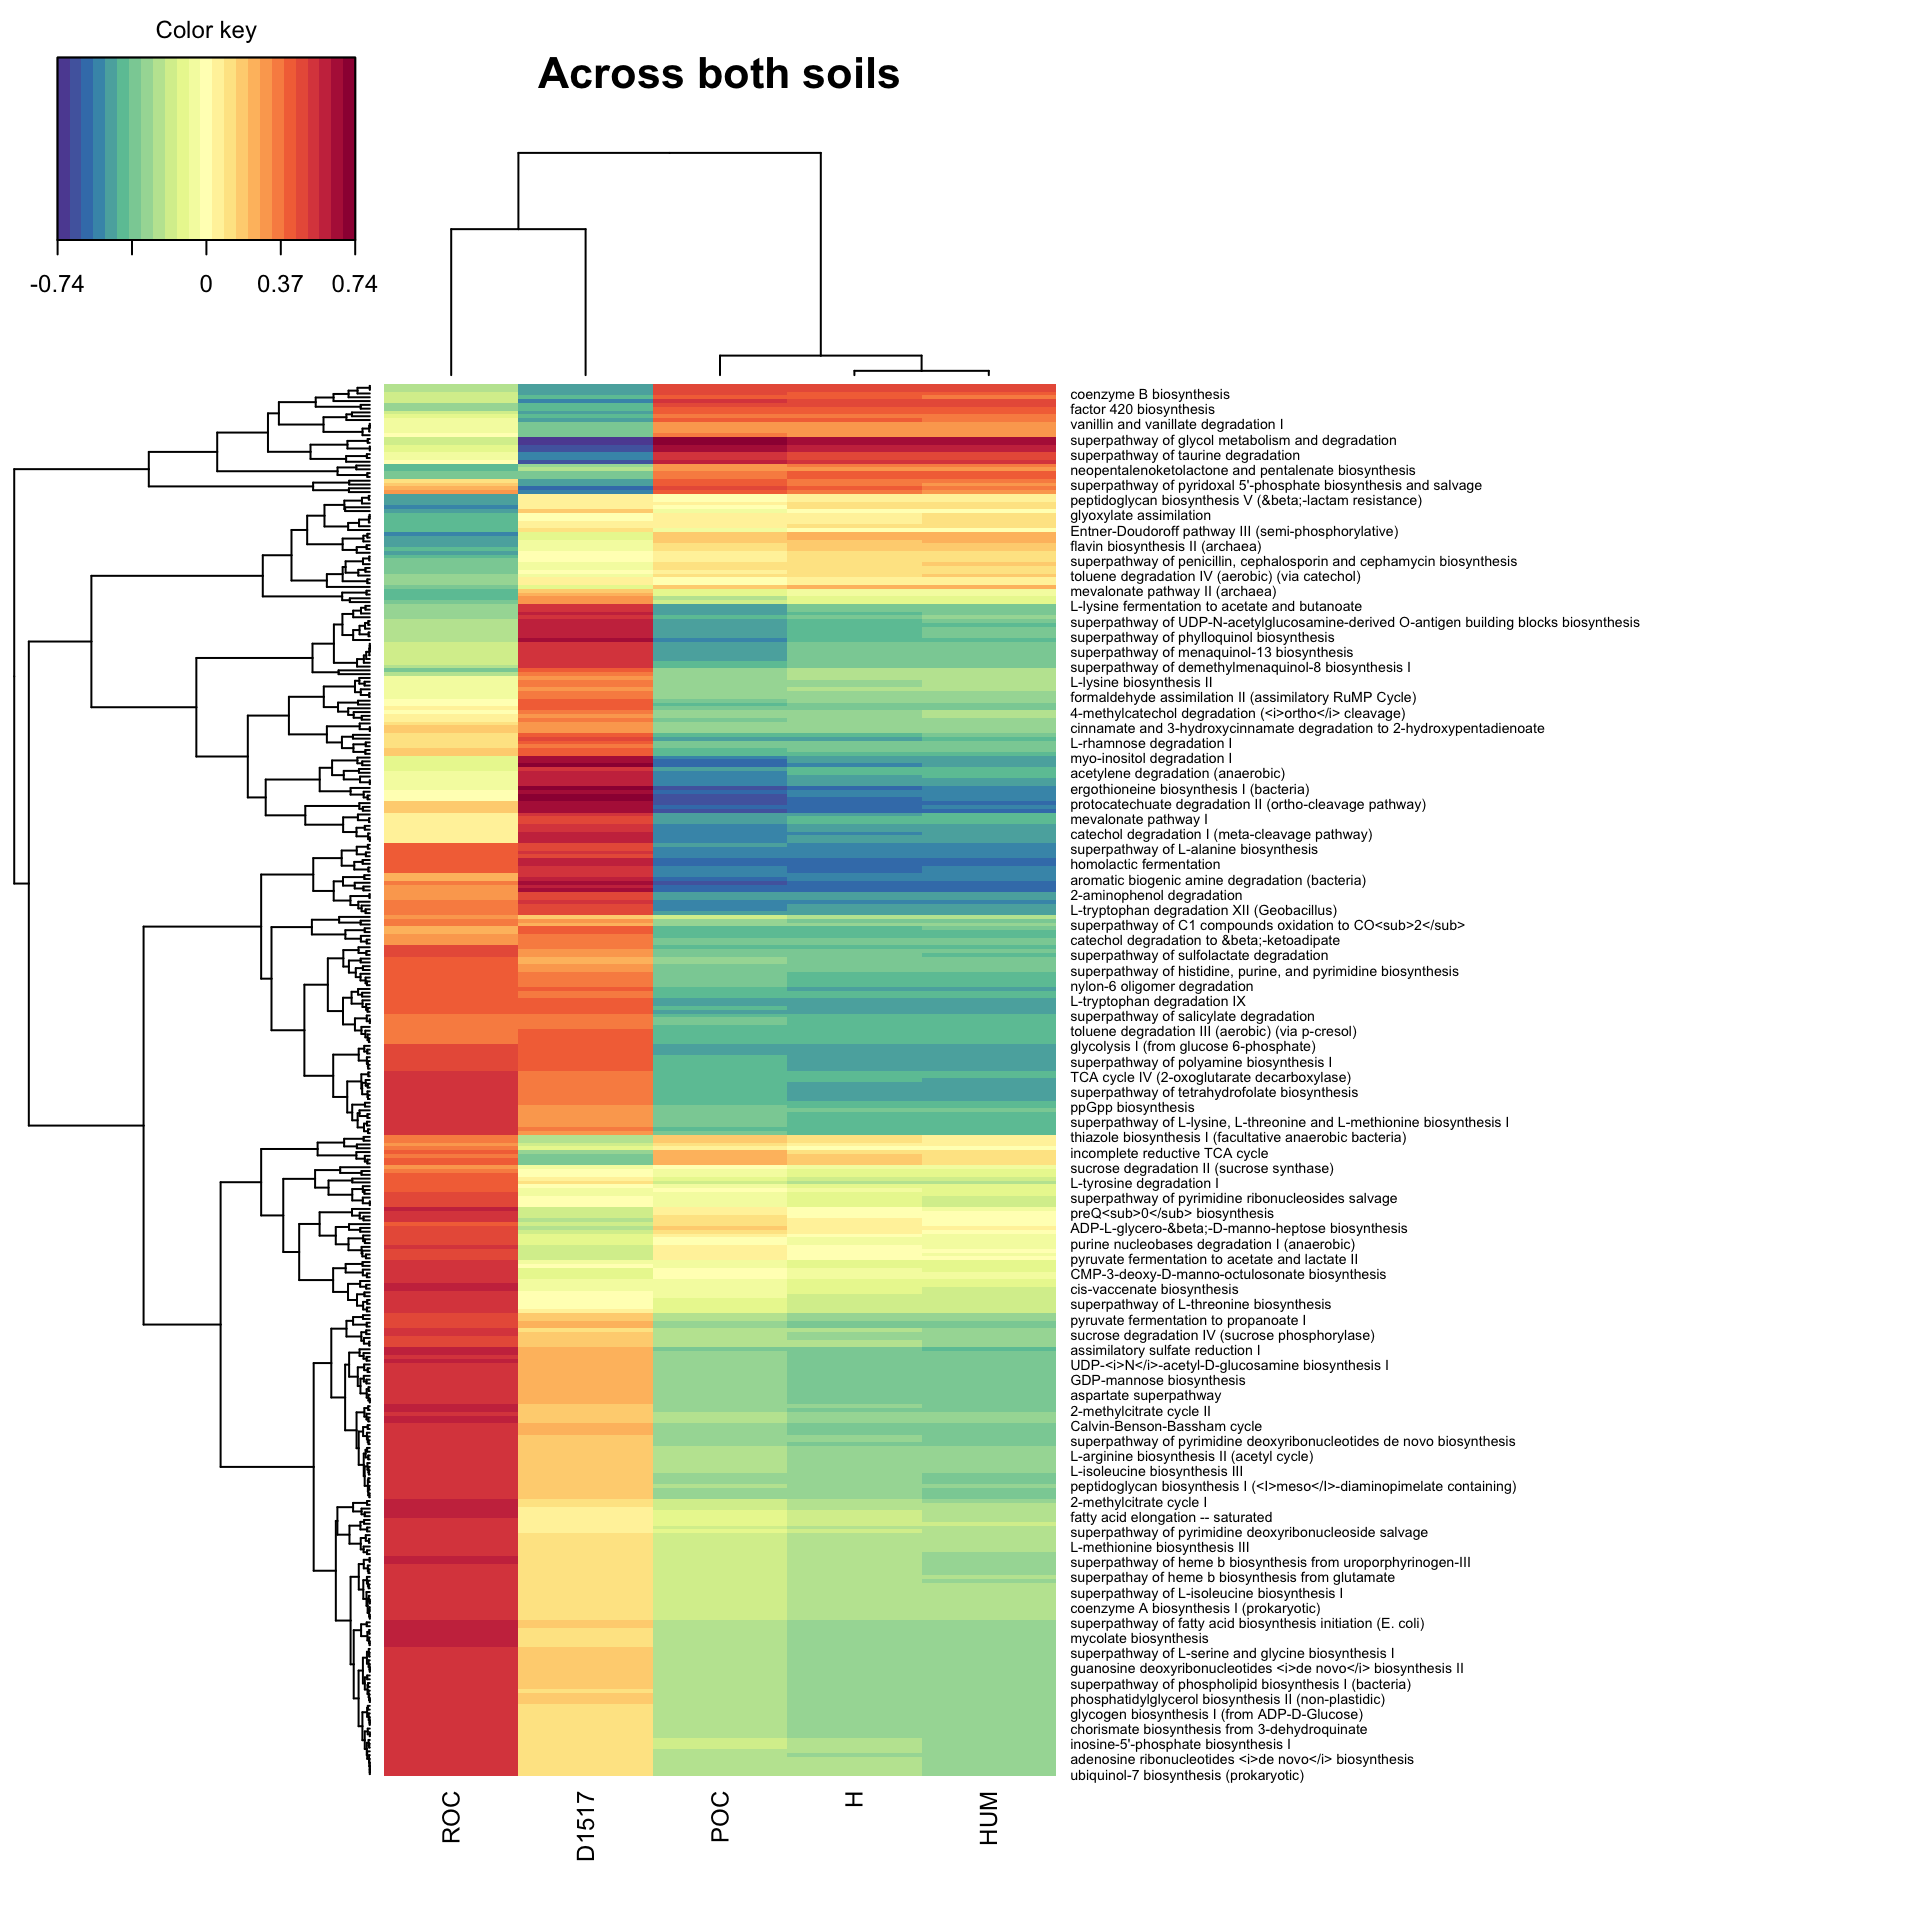 Color key
-0.74
0
0.37
0.74
Across both soils
coenzyme B biosynthesis
factor 420 biosynthesis
vanillin and vanillate degradation I
superpathway of glycol metabolism and degradation
superpathway of taurine degradation
neopentalenoketolactone and pentalenate biosynthesis
superpathway of pyridoxal 5'-phosphate biosynthesis and salvage
peptidoglycan biosynthesis V (&beta;-lactam resistance)
glyoxylate assimilation
Entner-Doudoroff pathway III (semi-phosphorylative)
flavin biosynthesis II (archaea)
superpathway of penicillin, cephalosporin and cephamycin biosynthesis
toluene degradation IV (aerobic) (via catechol)
mevalonate pathway II (archaea)
L-lysine fermentation to acetate and butanoate
superpathway of UDP-N-acetylglucosamine-derived O-antigen building blocks biosynthesis
superpathway of phylloquinol biosynthesis
superpathway of menaquinol-13 biosynthesis
superpathway of demethylmenaquinol-8 biosynthesis I
L-lysine biosynthesis II
formaldehyde assimilation II (assimilatory RuMP Cycle)
4-methylcatechol degradation (<i>ortho</i> cleavage)
cinnamate and 3-hydroxycinnamate degradation to 2-hydroxypentadienoate
L-rhamnose degradation I
myo-inositol degradation I
acetylene degradation (anaerobic)
ergothioneine biosynthesis I (bacteria)
protocatechuate degradation II (ortho-cleavage pathway)
mevalonate pathway I
catechol degradation I (meta-cleavage pathway)
superpathway of L-alanine biosynthesis
homolactic fermentation
aromatic biogenic amine degradation (bacteria)
2-aminophenol degradation
L-tryptophan degradation XII (Geobacillus)
superpathway of C1 compounds oxidation to CO<sub>2</sub>
catechol degradation to &beta;-ketoadipate
superpathway of sulfolactate degradation
superpathway of histidine, purine, and pyrimidine biosynthesis
nylon-6 oligomer degradation
L-tryptophan degradation IX
superpathway of salicylate degradation
toluene degradation III (aerobic) (via p-cresol)
glycolysis I (from glucose 6-phosphate)
superpathway of polyamine biosynthesis I
TCA cycle IV (2-oxoglutarate decarboxylase)
superpathway of tetrahydrofolate biosynthesis
ppGpp biosynthesis
superpathway of L-lysine, L-threonine and L-methionine biosynthesis I
thiazole biosynthesis I (facultative anaerobic bacteria)
incomplete reductive TCA cycle
sucrose degradation II (sucrose synthase)
L-tyrosine degradation I
superpathway of pyrimidine ribonucleosides salvage
preQ<sub>0</sub> biosynthesis
ADP-L-glycero-&beta;-D-manno-heptose biosynthesis
purine nucleobases degradation I (anaerobic)
pyruvate fermentation to acetate and lactate II
CMP-3-deoxy-D-manno-octulosonate biosynthesis
cis-vaccenate biosynthesis
superpathway of L-threonine biosynthesis
pyruvate fermentation to propanoate I
sucrose degradation IV (sucrose phosphorylase)
assimilatory sulfate reduction I
UDP-<i>N</i>-acetyl-D-glucosamine biosynthesis I
GDP-mannose biosynthesis
aspartate superpathway
2-methylcitrate cycle II
Calvin-Benson-Bassham cycle
superpathway of pyrimidine deoxyribonucleotides de novo biosynthesis
L-arginine biosynthesis II (acetyl cycle)
L-isoleucine biosynthesis III
peptidoglycan biosynthesis I (<I>meso</I>-diaminopimelate containing)
2-methylcitrate cycle I
fatty acid elongation -- saturated
superpathway of pyrimidine deoxyribonucleoside salvage
L-methionine biosynthesis III
superpathway of heme b biosynthesis from uroporphyrinogen-III
superpathay of heme b biosynthesis from glutamate
superpathway of L-isoleucine biosynthesis I
coenzyme A biosynthesis I (prokaryotic)
superpathway of fatty acid biosynthesis initiation (E. coli)
mycolate biosynthesis
superpathway of L-serine and glycine biosynthesis I
guanosine deoxyribonucleotides <i>de novo</i> biosynthesis II
superpathway of phospholipid biosynthesis I (bacteria)
phosphatidylglycerol biosynthesis II (non-plastidic)
glycogen biosynthesis I (from ADP-D-Glucose)
chorismate biosynthesis from 3-dehydroquinate
inosine-5'-phosphate biosynthesis I
adenosine ribonucleotides <i>de novo</i> biosynthesis
ubiquinol-7 biosynthesis (prokaryotic)
ROC
D1517
POC
H
HUM